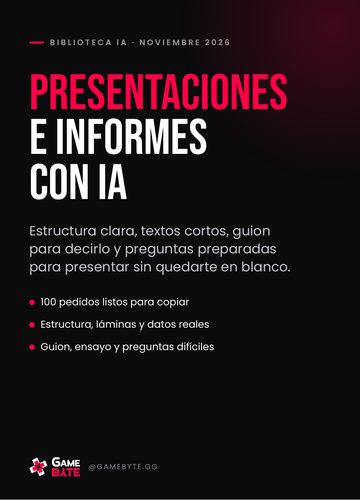 BIBLIOTECA IA · NOVIEMBRE 2026
PRESENTACIONES
E INFORMES
CON IA
Estructura clara, textos cortos, guion
para decirlo y preguntas preparadas
para presentar sin quedarte en blanco.
100 pedidos listos para copiar
Estructura, láminas y datos reales
Guion, ensayo y preguntas difíciles
GAME
BYTE
@GAMEBYTE.GG